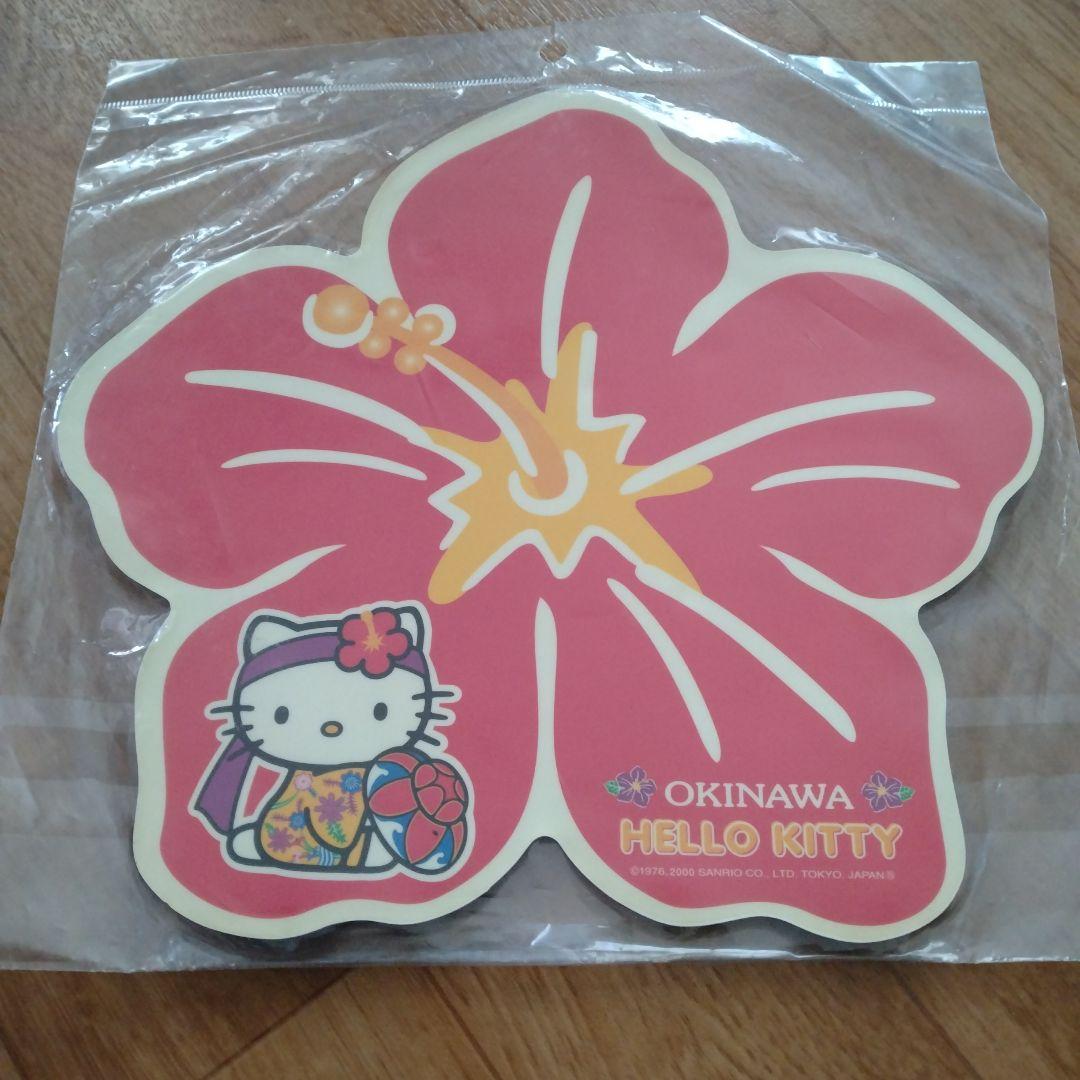 OKINAWA
HELLO KITTY
©1976, 2000 SANRIO CO., LTD. TOKYO, JAPAN